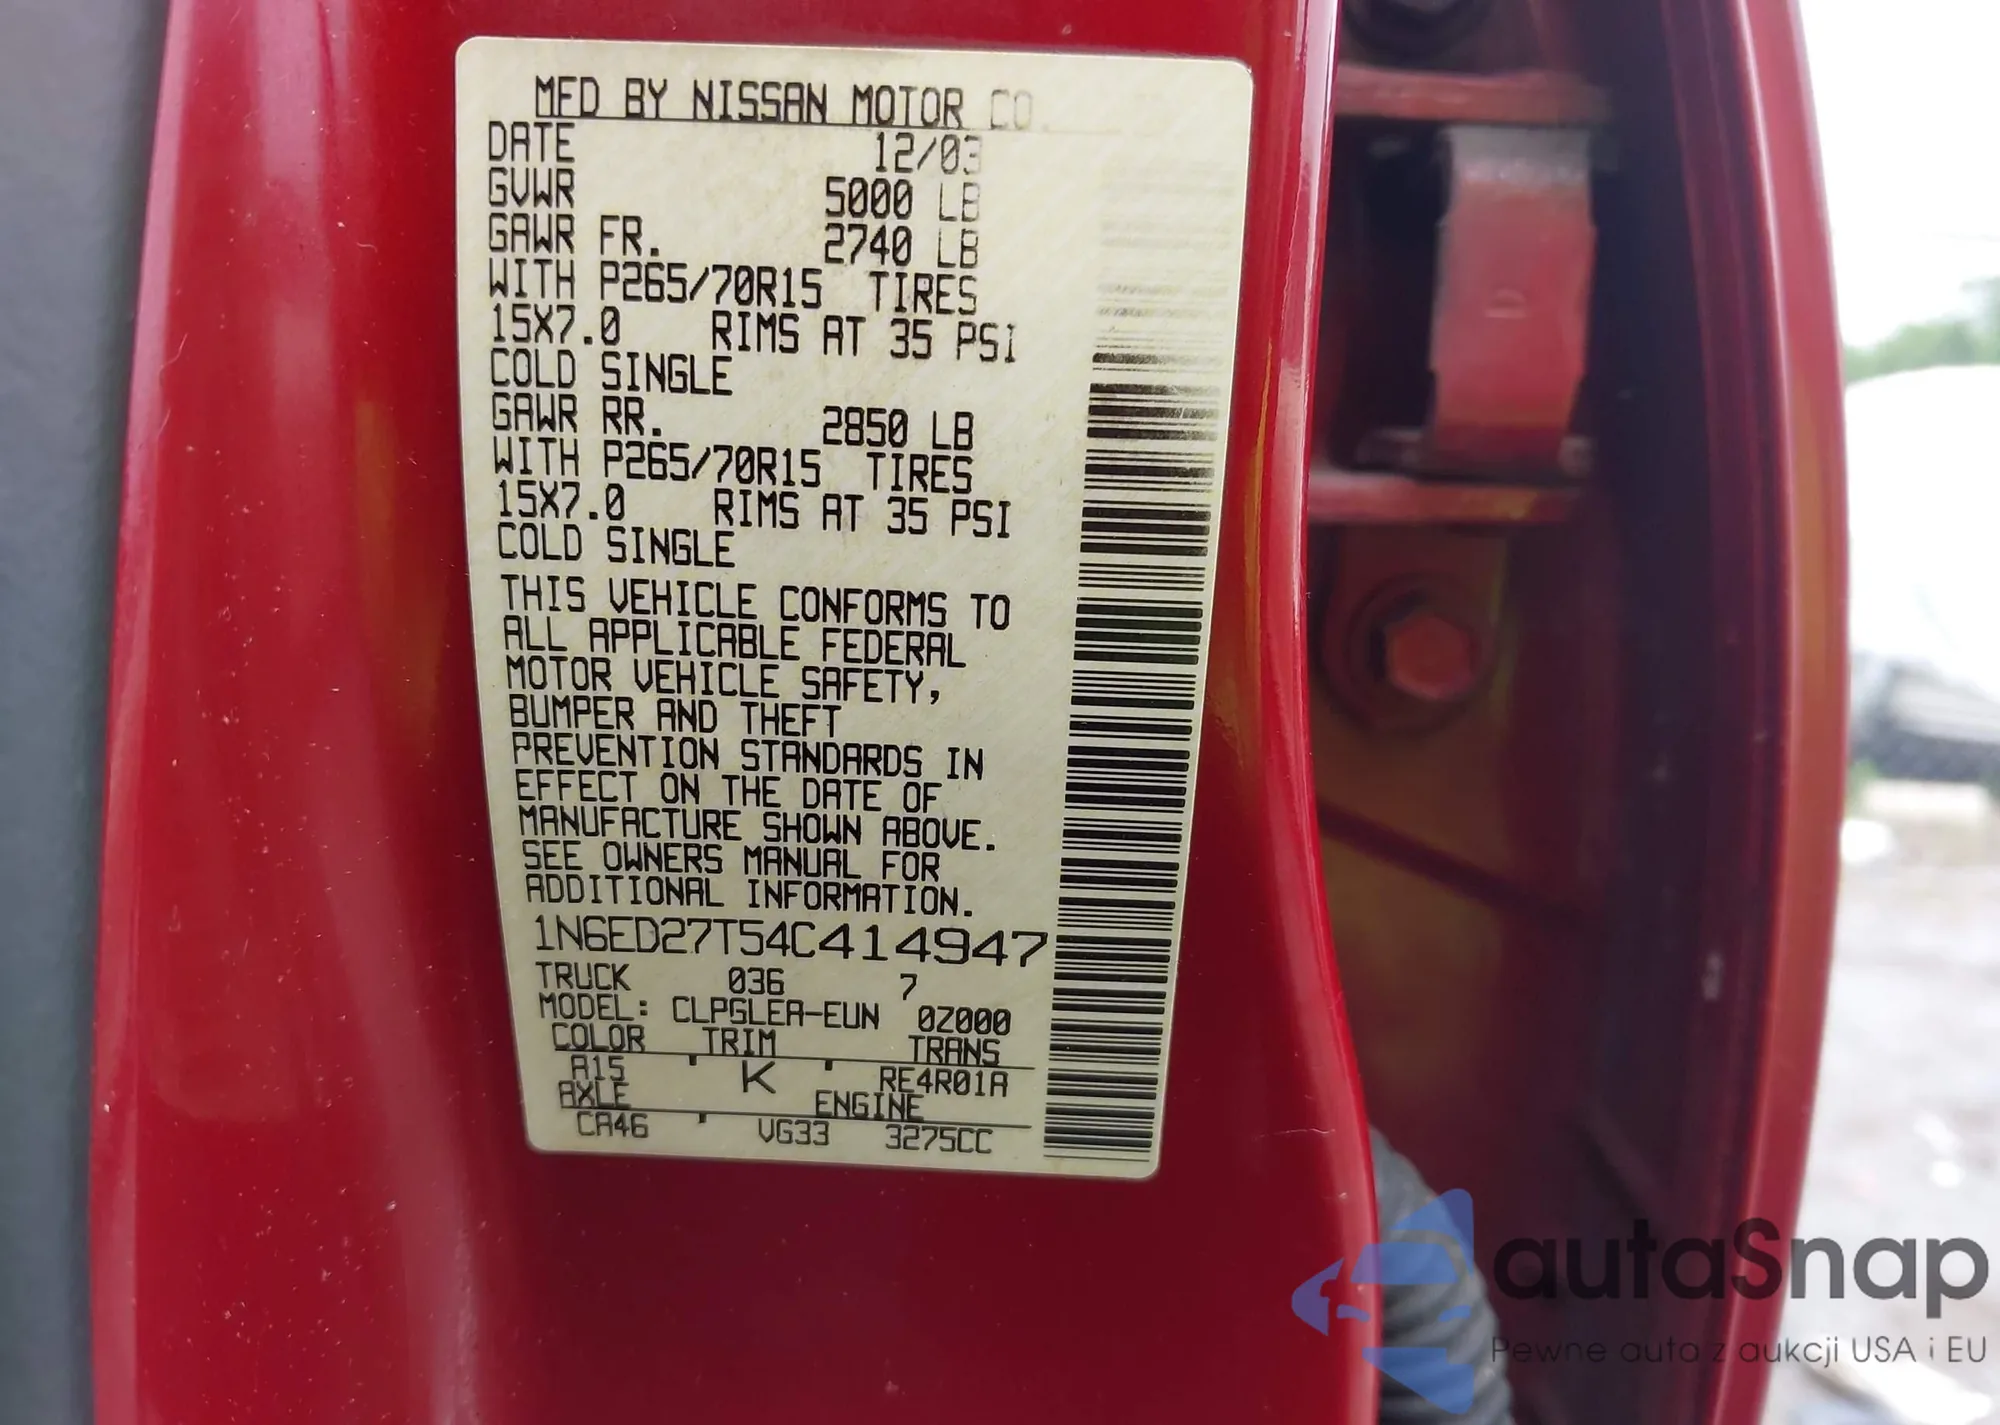 MFD BY NISSAN MOTOR CO.
DATE 12/03
GVWR 5000 LB
GAWR FR. 2740 LB
WITH P265/70R15 TIRES
15X7.0 RIMS AT 35 PSI
COLD SINGLE
GAWR RR. 2850 LB
WITH P265/70R15 TIRES
15X7.0 RIMS AT 35 PSI
COLD SINGLE
THIS VEHICLE CONFORMS TO
ALL APPLICABLE FEDERAL
MOTOR VEHICLE SAFETY,
BUMPER AND THEFT
PREVENTION STANDARDS IN
EFFECT ON THE DATE OF
MANUFACTURE SHOWN ABOVE.
SEE OWNERS MANUAL FOR
ADDITIONAL INFORMATION.
1N6ED27T54C414947
TRUCK 036 7
MODEL: CLPGLEA-EUN 0Z000
COLOR TRIM TRANS
A15 K RE4R01A
AXLE ENGINE
CA46 VG33 3275CC
autaSnap
Pewne auta z aukcji USA i EU